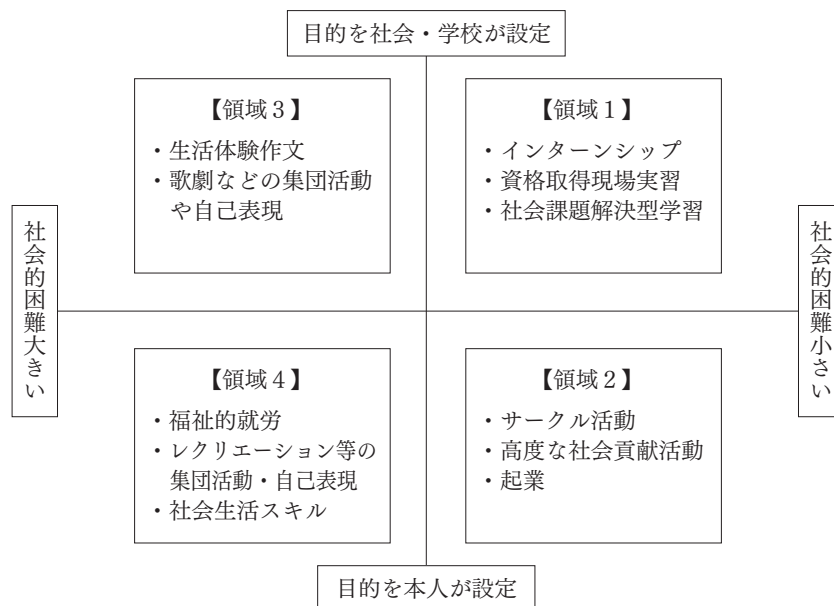 目的を社会・学校が設定
【領域３】
・生活体験作文
・歌劇などの集団活動
や自己表現
【領域１】
・インターンシップ
・資格取得現場実習
・社会課題解決型学習
社会的困難大きい
社会的困難小さい
【領域４】
・福祉的就労
・レクリエーション等の
集団活動・自己表現
・社会生活スキル
【領域２】
・サークル活動
・高度な社会貢献活動
・起業
目的を本人が設定